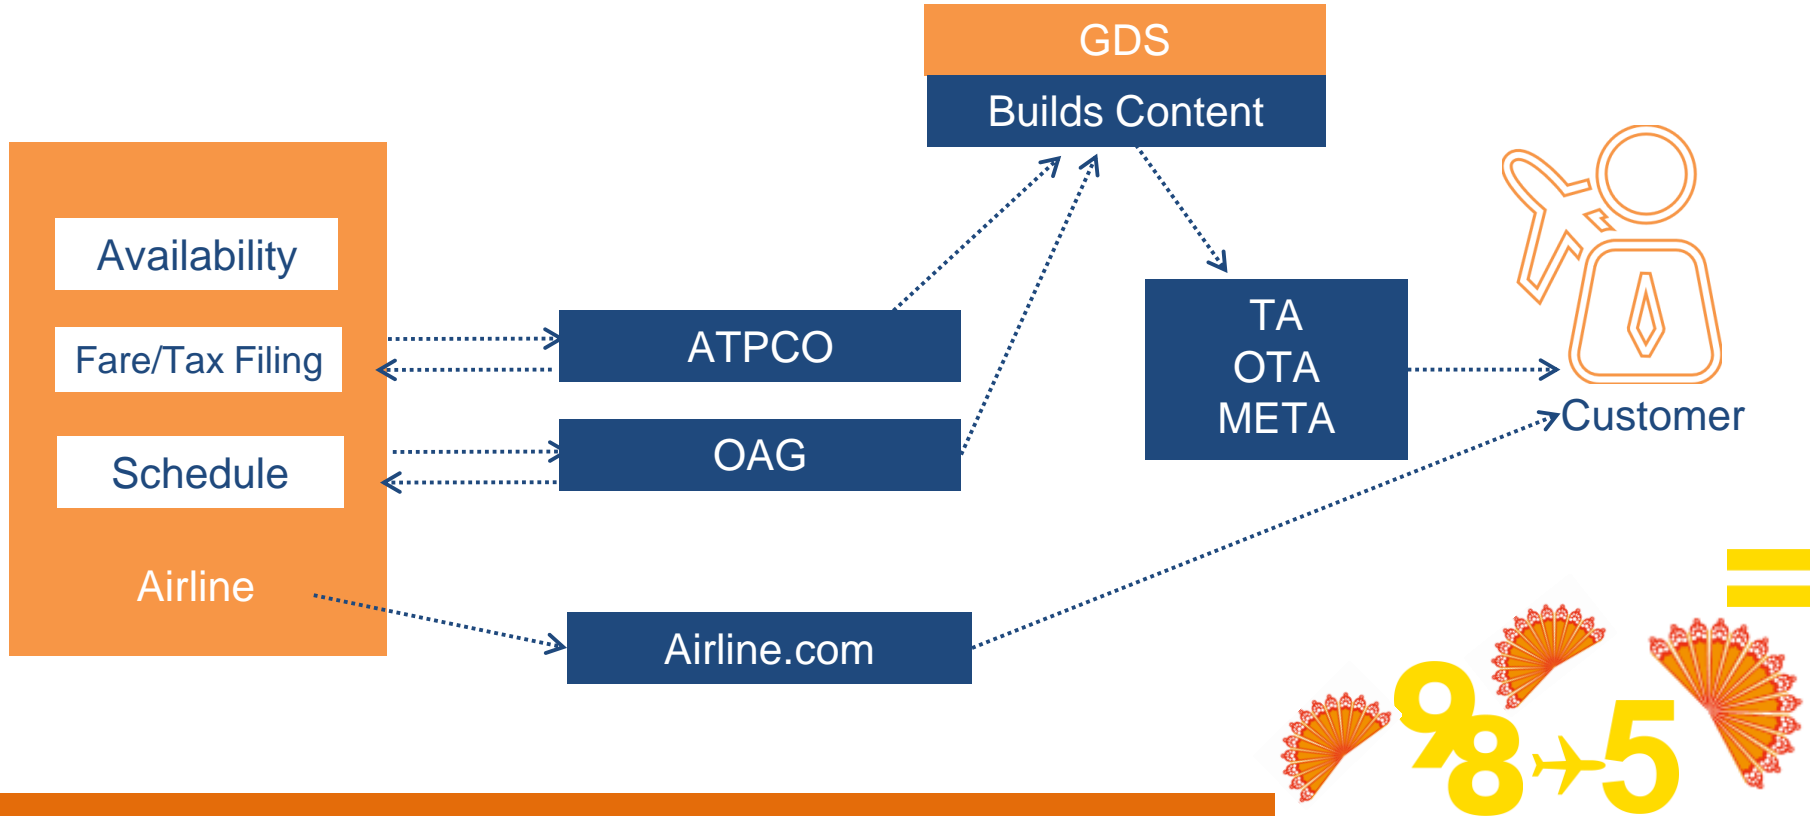 GDS
Builds Content
Availability
Fare/Tax Filing
Schedule
Airline
ATPCO
OAG
Airline.com
TA
OTA
META
Customer
=
98 5